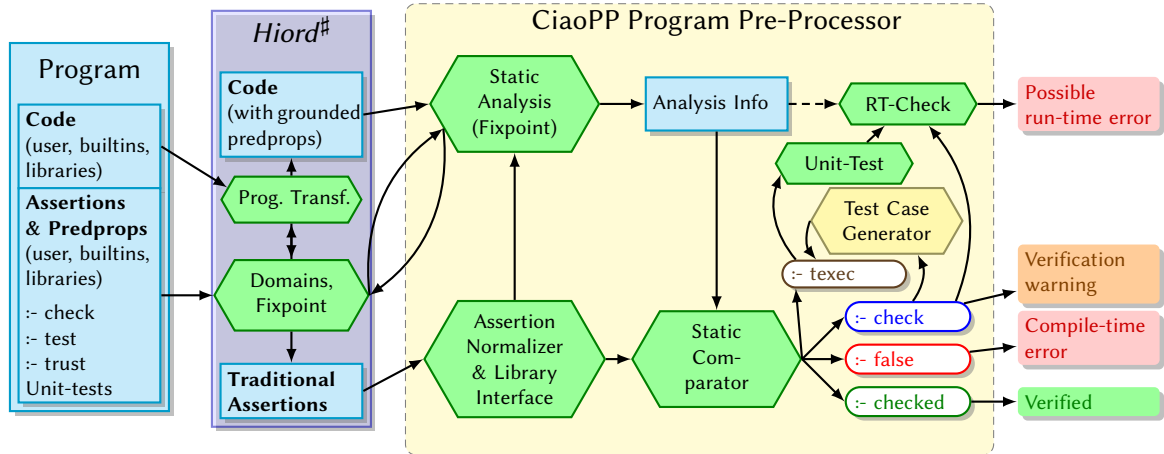 CiaoPP Program Pre-Processor
Hiord♯
Program
Code
(user, builtins,
libraries)
Assertions
& Predprops
(user, builtins,
libraries)
:- check
:- test
:- trust
Unit-tests
Code
(with grounded
predprops)
Prog. Transf.
Domains,
Fixpoint
Traditional
Assertions
Static
Analysis
(Fixpoint)
Assertion
Normalizer
& Library
Interface
Analysis Info
Static
Com-
parator
RT-Check
Unit-Test
Test Case
Generator
:- texec
:- check
:- false
:- checked
Possible
run-time error
Verification
warning
Compile-time
error
Verified